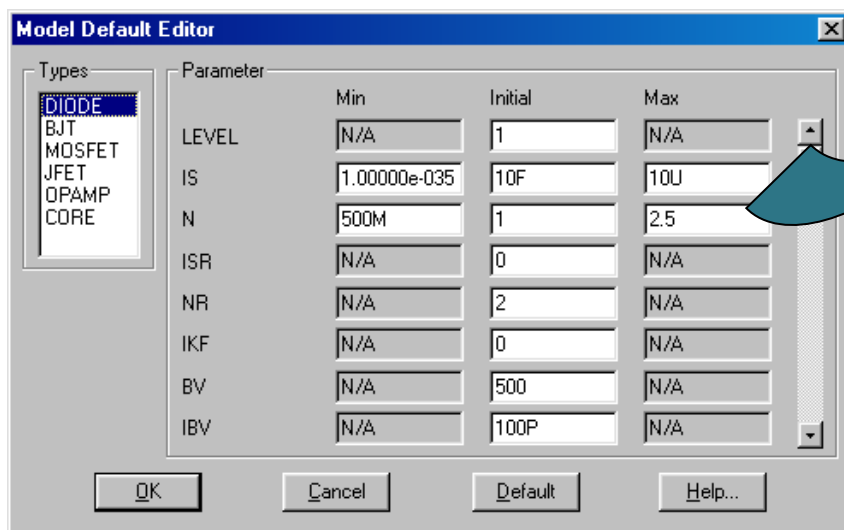 Model Default Editor
Types
DIODE
BJT
MOSFET
JFET
OPAMP
CORE
Parameter
Min Initial Max
LEVEL N/A 1 N/A
IS 1.00000e-035 10F 10U
N 500M 1 2.5
ISR N/A 0 N/A
NR N/A 2 N/A
IKF N/A 0 N/A
BV N/A 500 N/A
IBV N/A 100P N/A
OK Cancel Default Help...